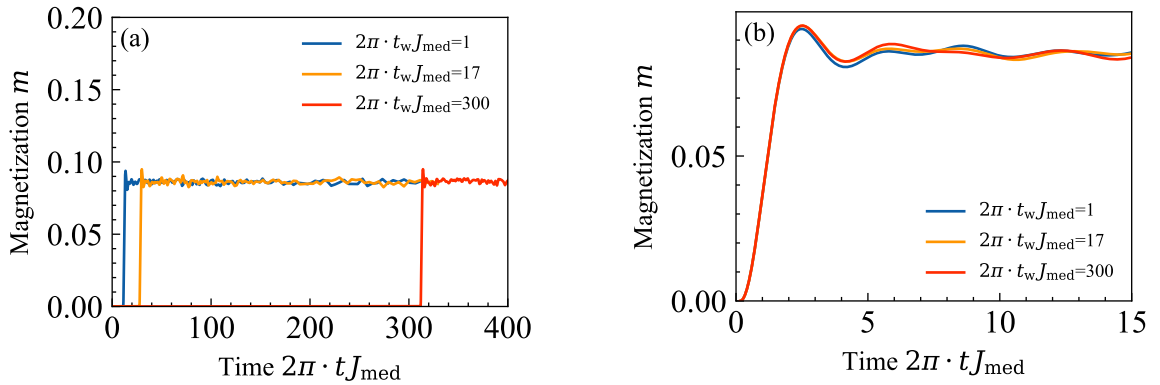 0.20
(a)
2π · t_w J_med=1
2π · t_w J_med=17
2π · t_w J_med=300
0.15
0.10
0.05
0.00
0 100 200 300 400
Magnetization m
Time 2π · tJ_med
(b)
0.05
0.00
2π · t_w J_med=1
2π · t_w J_med=17
2π · t_w J_med=300
0 5 10 15
Magnetization m
Time 2π · tJ_med